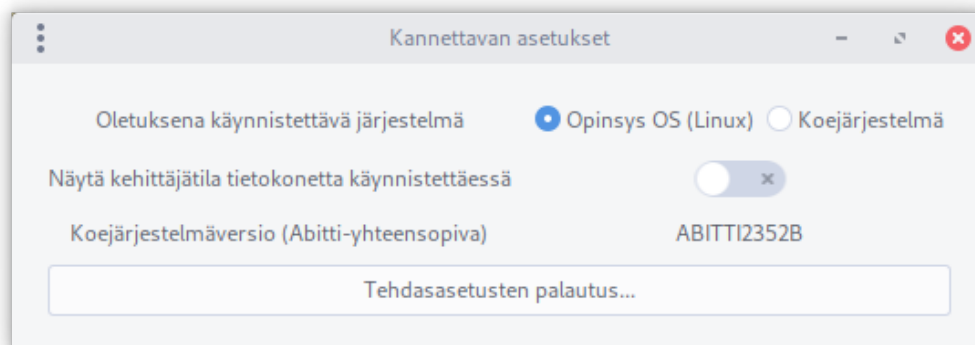 Kannettavan asetukset
Oletuksena käynnistettävä järjestelmä Opinsys OS (Linux) Koejärjestelmä
Näytä kehittäjätila tietokonetta käynnistettäessä
Koejärjestelmäversio (Abitti-yhteensopiva) ABITTI2352B
Tehdasasetusten palautus...